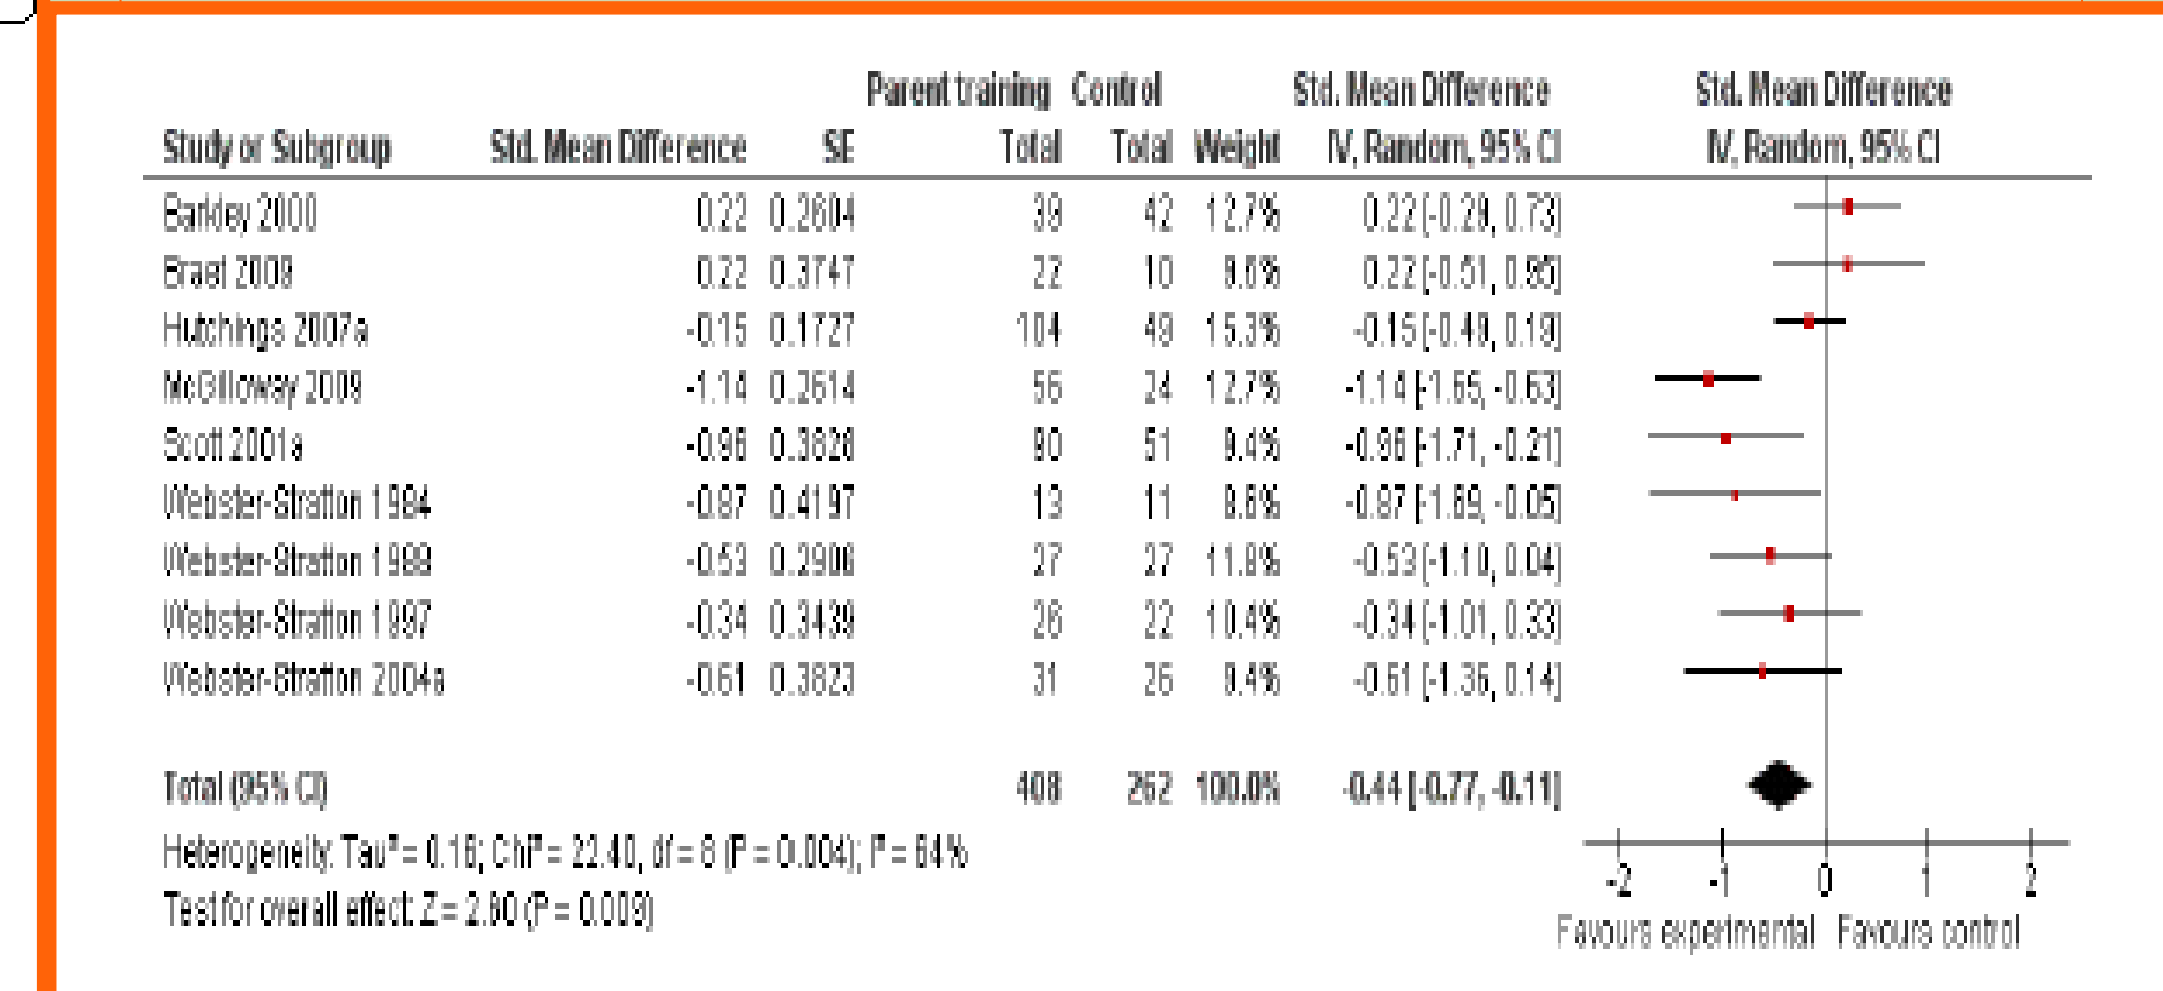 Parent training Control Std. Mean Difference Std. Mean Difference
Study or Subgroup Std. Mean Difference SE Total Total Weight IV, Random, 95% CI IV, Random, 95% CI
Barkley 2000 0.22 0.2604 39 42 12.7% 0.22 [-0.29, 0.73]
Braet 2009 0.22 0.3747 22 10 9.6% 0.22 [-0.51, 0.95]
Hutchings 2007a -0.15 0.1727 104 49 15.3% -0.15 [-0.49, 0.19]
McGilloway 2009 -1.14 0.2614 56 24 12.7% -1.14 [-1.65, -0.63]
Scott 2001a -0.96 0.3828 90 51 9.4% -0.96 [-1.71, -0.21]
Webster-Stratton 1984 -0.87 0.4197 13 11 8.6% -0.87 [-1.69, -0.05]
Webster-Stratton 1988 -0.53 0.2906 27 27 11.9% -0.53 [-1.10, 0.04]
Webster-Stratton 1997 -0.34 0.3439 26 22 10.4% -0.34 [-1.01, 0.33]
Webster-Stratton 2004a -0.61 0.3823 31 26 9.4% -0.61 [-1.36, 0.14]
Total (95% CI) 408 262 100.0% -0.44 [-0.77, -0.11]
Heterogeneity: Tau² = 0.16; Chi² = 22.40, df = 8 (P = 0.004); I² = 64%
Test for overall effect: Z = 2.60 (P = 0.009)
-2 -1 0 1 2
Favours experimental Favours control